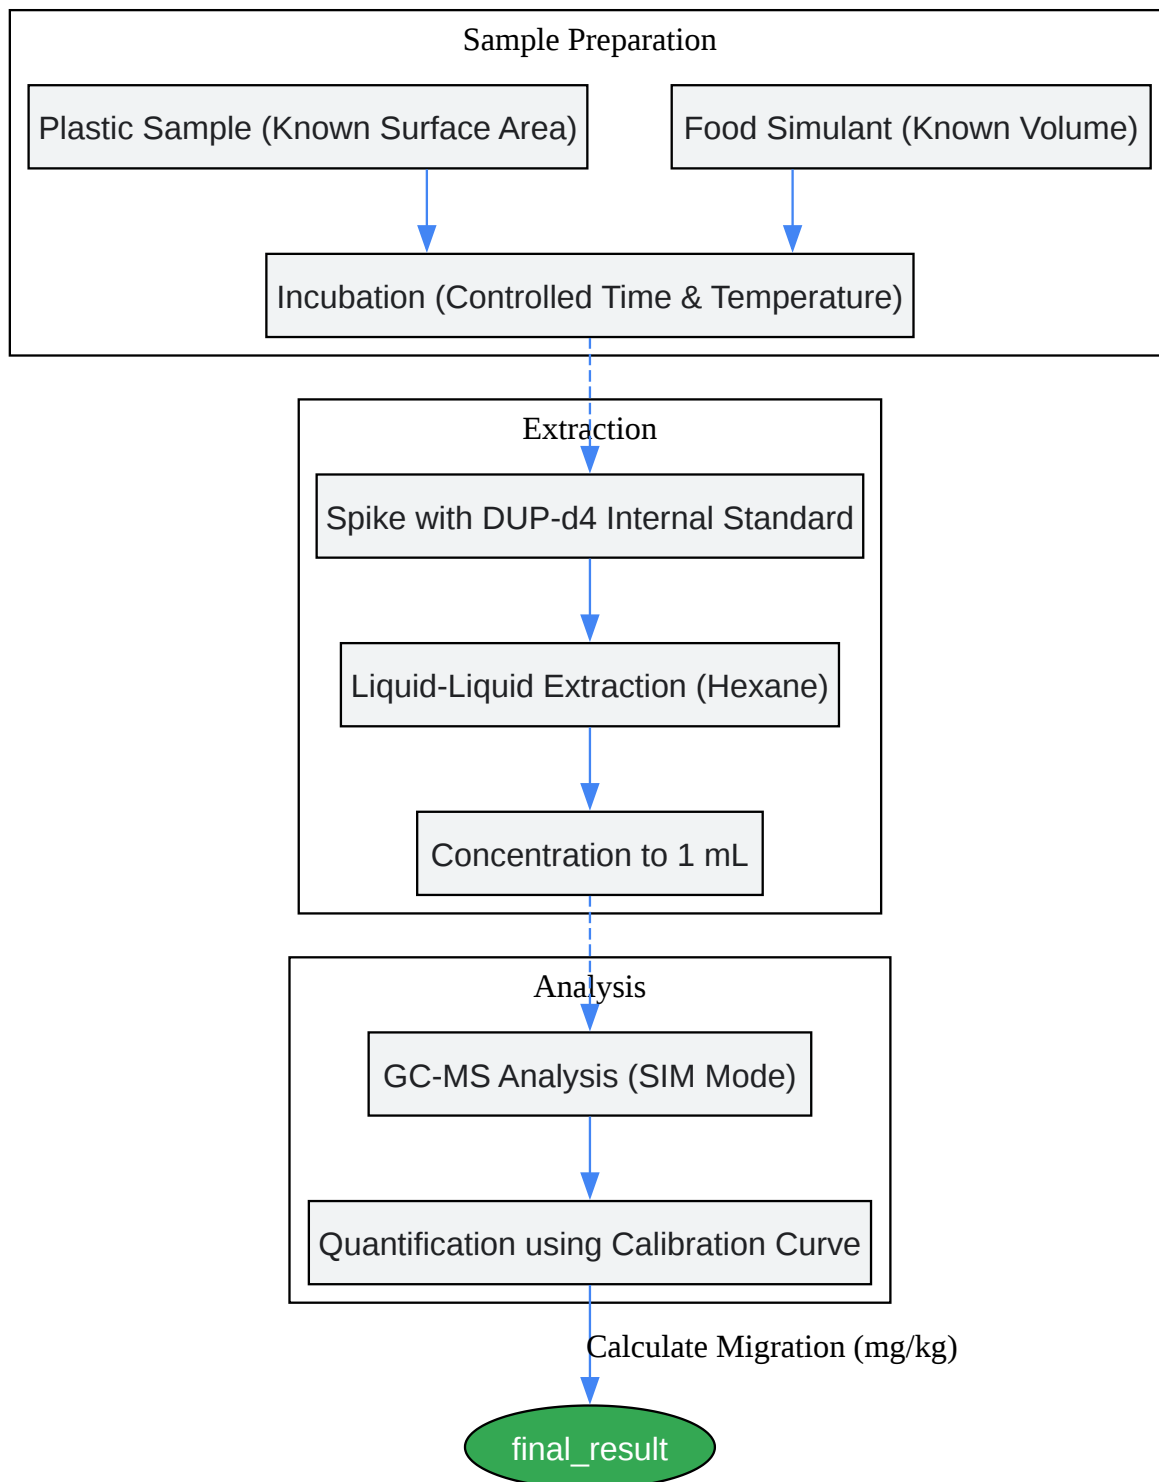 Sample Preparation
Plastic Sample (Known Surface Area)
Food Simulant (Known Volume)
Incubation (Controlled Time & Temperature)
Extraction
Spike with DUP-d4 Internal Standard
Liquid-Liquid Extraction (Hexane)
Concentration to 1 mL
Analysis
GC-MS Analysis (SIM Mode)
Quantification using Calibration Curve
Calculate Migration (mg/kg)
final_result